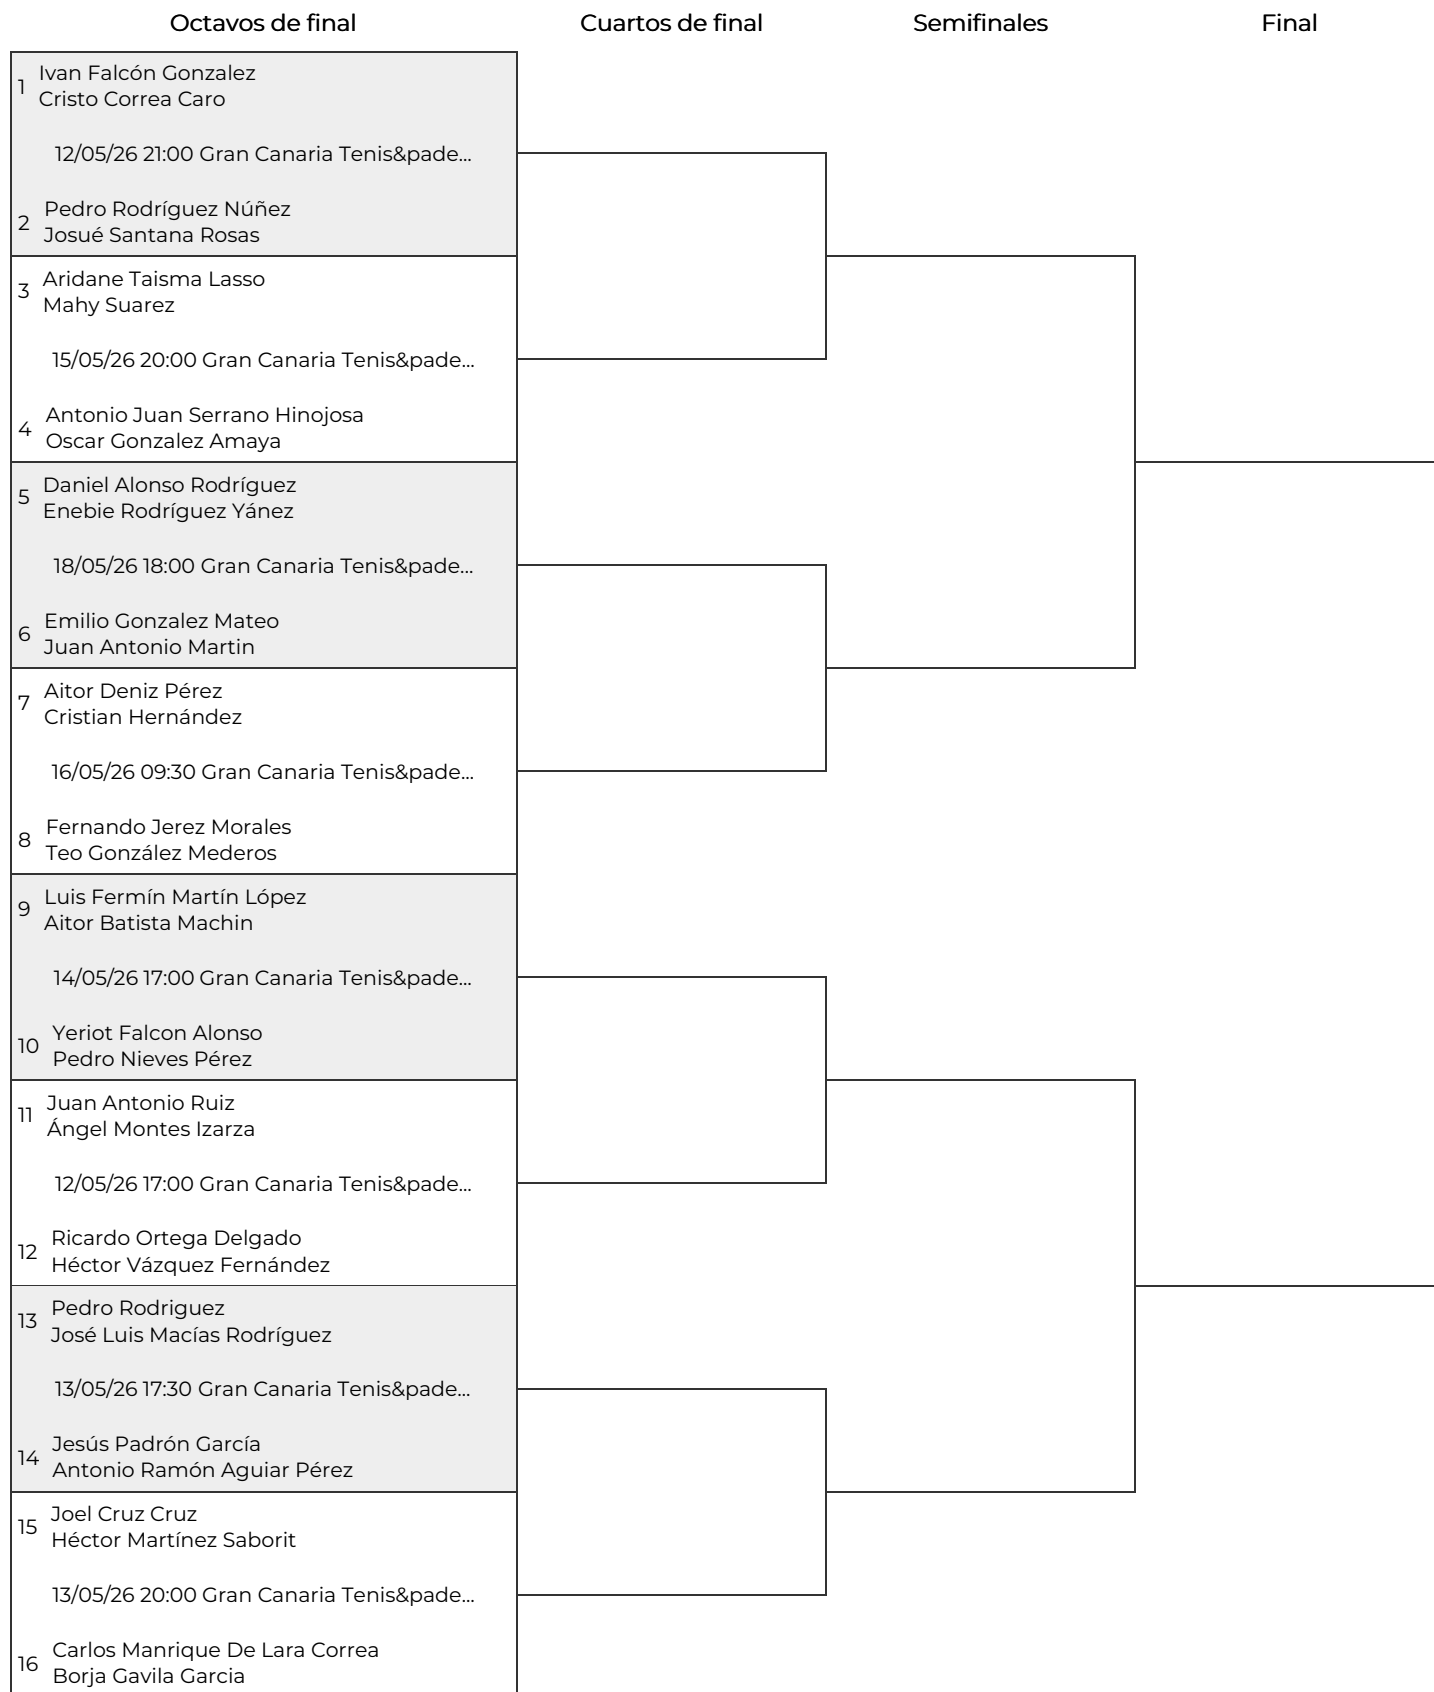 Octavos de final
Cuartos de final
Semifinales
Final
1
Ivan Falcón Gonzalez
Cristo Correa Caro
12/05/26 21:00 Gran Canaria Tenis&pade...
2
Pedro Rodríguez Núñez
Josué Santana Rosas
3
Aridane Taisma Lasso
Mahy Suarez
15/05/26 20:00 Gran Canaria Tenis&pade...
4
Antonio Juan Serrano Hinojosa
Oscar Gonzalez Amaya
5
Daniel Alonso Rodríguez
Enebie Rodríguez Yánez
18/05/26 18:00 Gran Canaria Tenis&pade...
6
Emilio Gonzalez Mateo
Juan Antonio Martin
7
Aitor Deniz Pérez
Cristian Hernández
16/05/26 09:30 Gran Canaria Tenis&pade...
8
Fernando Jerez Morales
Teo González Mederos
9
Luis Fermín Martín López
Aitor Batista Machin
14/05/26 17:00 Gran Canaria Tenis&pade...
10
Yeriot Falcon Alonso
Pedro Nieves Pérez
11
Juan Antonio Ruiz
Ángel Montes Izarza
12/05/26 17:00 Gran Canaria Tenis&pade...
12
Ricardo Ortega Delgado
Héctor Vázquez Fernández
13
Pedro Rodriguez
José Luis Macías Rodríguez
13/05/26 17:30 Gran Canaria Tenis&pade...
14
Jesús Padrón García
Antonio Ramón Aguiar Pérez
15
Joel Cruz Cruz
Héctor Martínez Saborit
13/05/26 20:00 Gran Canaria Tenis&pade...
16
Carlos Manrique De Lara Correa
Borja Gavila Garcia